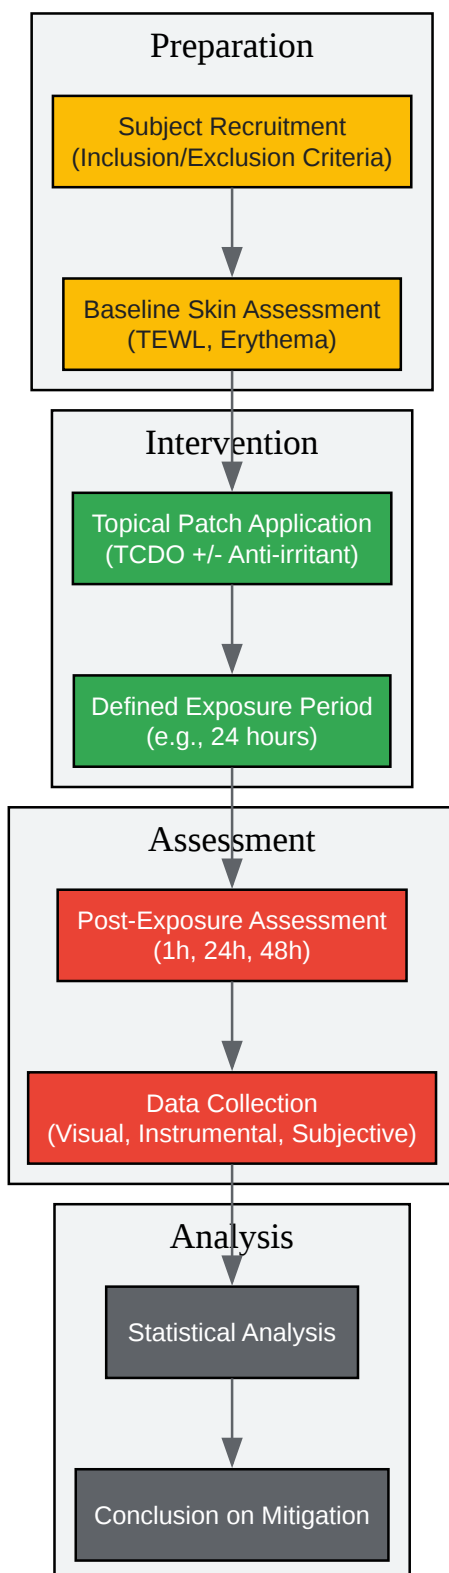 Preparation
Subject Recruitment
(Inclusion/Exclusion Criteria)
Baseline Skin Assessment
(TEWL, Erythema)
Intervention
Topical Patch Application
(TCDO +/- Anti-irritant)
Defined Exposure Period
(e.g., 24 hours)
Assessment
Post-Exposure Assessment
(1h, 24h, 48h)
Data Collection
(Visual, Instrumental, Subjective)
Analysis
Statistical Analysis
Conclusion on Mitigation